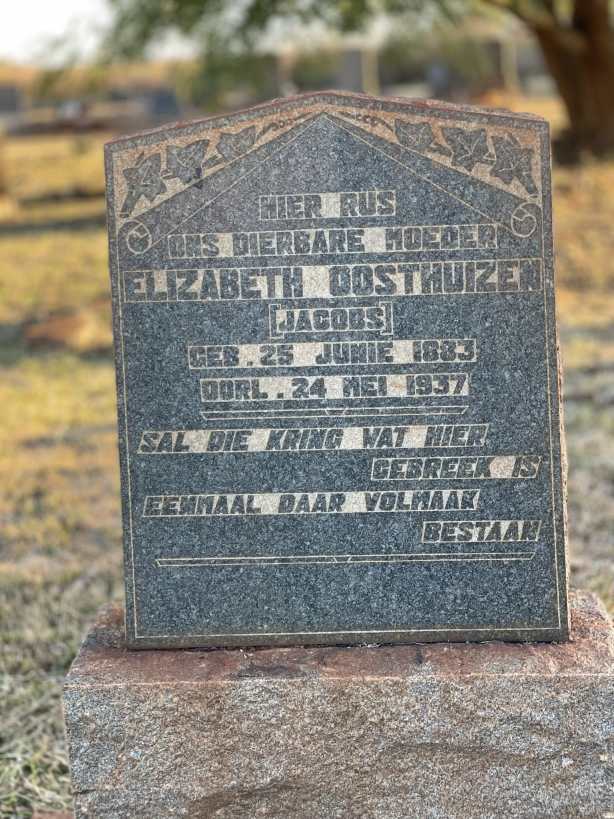 HIER RUS
ONS DIERBARE MOEDER
ELIZABETH OOSTHUIZEN
[JACOBS]
GEB. 25 JUNIE 1883
OORL. 24 MEI 1937
SAL DIE KRING WAT HIER
GEBREEK IS
EENMAAL DAAR VOLMAAK
BESTAAN